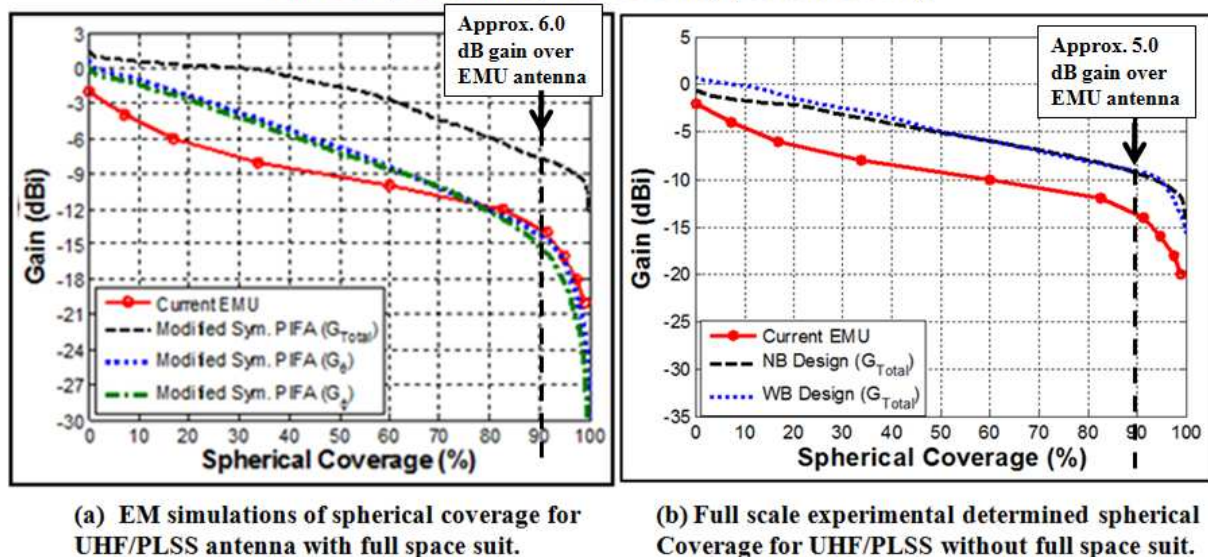 Approx. 6.0
dB gain over
EMU antenna
3
0
-3
-6
-9
-12
-15
-18
-21
-24
-27
-30
Gain (dBi)
Current EMU
Modified Sym. PIFA (G_Total)
Modified Sym. PIFA (G_θ)
Modified Sym. PIFA (G_ϕ)
0 10 20 30 40 50 60 70 80 90 100
Spherical Coverage (%)
(a) EM simulations of spherical coverage for
UHF/PLSS antenna with full space suit.
Approx. 5.0
dB gain over
EMU antenna
5
0
-5
-10
-15
-20
-25
-30
-35
Gain (dBi)
Current EMU
NB Design (G_Total)
WB Design (G_Total)
0 10 20 30 40 50 60 70 80 90 100
Spherical Coverage (%)
(b) Full scale experimental determined spherical
Coverage for UHF/PLSS without full space suit.